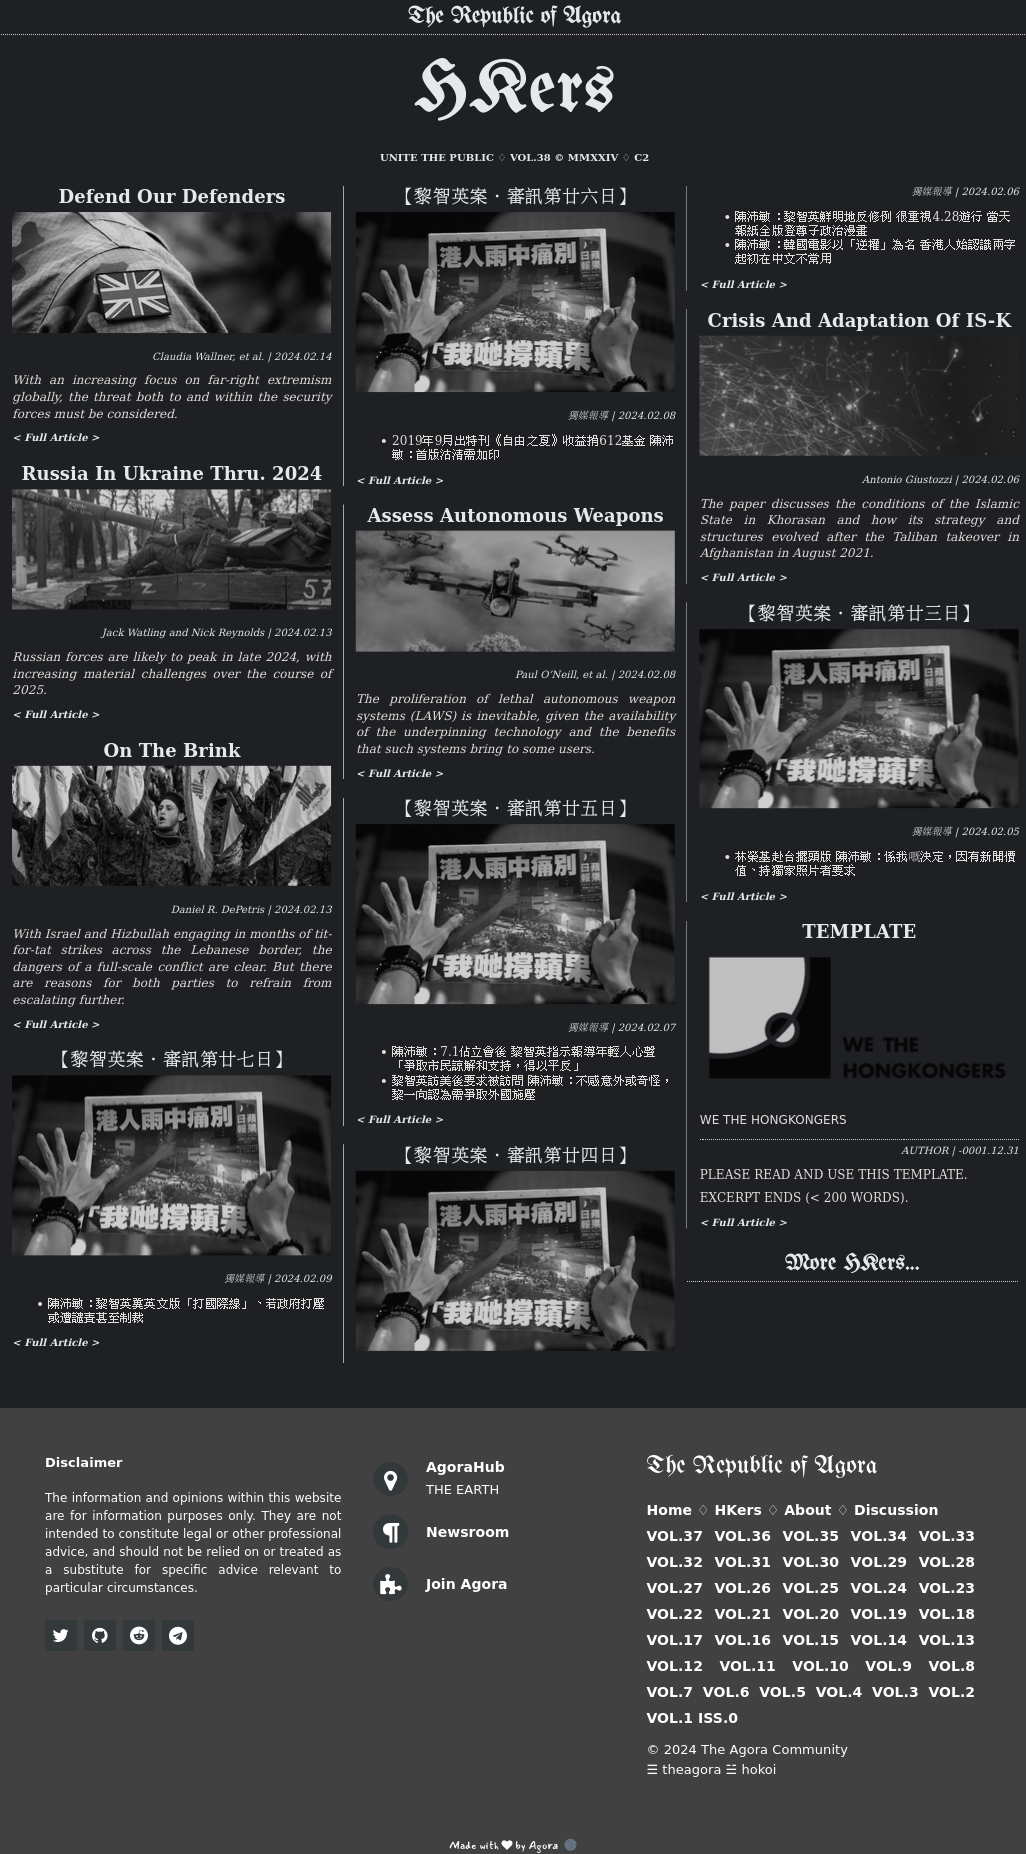 The Republic of Agora
HKers
UNITE THE PUBLIC ♢ VOL.38 © MMXXIV ♢ C2
Defend Our Defenders
Claudia Wallner, et al. | 2024.02.14
With an increasing focus on far-right extremism
globally, the threat both to and within the security
forces must be considered.
< Full Article >
Russia In Ukraine Thru. 2024
57
Jack Watling and Nick Reynolds | 2024.02.13
Russian forces are likely to peak in late 2024, with
increasing material challenges over the course of
2025.
< Full Article >
On The Brink
Daniel R. DePetris | 2024.02.13
With Israel and Hizbullah engaging in months of tit-
for-tat strikes across the Lebanese border, the
dangers of a full-scale conflict are clear. But there
are reasons for both parties to refrain from
escalating further.
< Full Article >
【黎智英案・審訊第廿七日】
港人雨中痛別
「我哋撐蘋果
獨媒報導 | 2024.02.09
• 陳沛敏：黎智英冀英文版「打國際線」、若政府打壓
或遭譴責甚至制裁
< Full Article >
【黎智英案・審訊第廿六日】
港人雨中痛別
「我哋撐蘋果
獨媒報導 | 2024.02.08
• 2019年9月出特刊《自由之夏》收益捐612基金 陳沛
敏：首版沽清需加印
< Full Article >
Assess Autonomous Weapons
Paul O’Neill, et al. | 2024.02.08
The proliferation of lethal autonomous weapon
systems (LAWS) is inevitable, given the availability
of the underpinning technology and the benefits
that such systems bring to some users.
< Full Article >
【黎智英案・審訊第廿五日】
港人雨中痛別
「我哋撐蘋果
獨媒報導 | 2024.02.07
• 陳沛敏：7.1佔立會後 黎智英指示報導年輕人心聲
「爭取市民諒解和支持，得以平反」
• 黎智英訪美後要求被訪問 陳沛敏：不感意外或奇怪，
黎一向認為需爭取外國施壓
< Full Article >
【黎智英案・審訊第廿四日】
港人雨中痛別
「我哋撐蘋果
獨媒報導 | 2024.02.06
• 陳沛敏：黎智英鮮明地反修例 很重視4.28遊行 當天
報紙全版登尊子政治漫畫
• 陳沛敏：韓國電影以「逆權」為名 香港人始認識兩字
起初在中文不常用
< Full Article >
Crisis And Adaptation Of IS-K
Antonio Giustozzi | 2024.02.06
The paper discusses the conditions of the Islamic
State in Khorasan and how its strategy and
structures evolved after the Taliban takeover in
Afghanistan in August 2021.
< Full Article >
【黎智英案・審訊第廿三日】
港人雨中痛別
「我哋撐蘋果
獨媒報導 | 2024.02.05
• 林榮基赴台擺頭版 陳沛敏：係我哋決定，因有新聞價
值、持獨家照片者要求
< Full Article >
TEMPLATE
WE THE
HONGKONGERS
WE THE HONGKONGERS
AUTHOR | -0001.12.31
PLEASE READ AND USE THIS TEMPLATE.
EXCERPT ENDS (< 200 WORDS).
< Full Article >
More HKers...
Disclaimer
The information and opinions within this website
are for information purposes only. They are not
intended to constitute legal or other professional
advice, and should not be relied on or treated as
a substitute for specific advice relevant to
particular circumstances.
AgoraHub
THE EARTH
Newsroom
Join Agora
The Republic of Agora
Home ♢ HKers ♢ About ♢ Discussion
VOL.37 VOL.36 VOL.35 VOL.34 VOL.33
VOL.32 VOL.31 VOL.30 VOL.29 VOL.28
VOL.27 VOL.26 VOL.25 VOL.24 VOL.23
VOL.22 VOL.21 VOL.20 VOL.19 VOL.18
VOL.17 VOL.16 VOL.15 VOL.14 VOL.13
VOL.12 VOL.11 VOL.10 VOL.9 VOL.8
VOL.7 VOL.6 VOL.5 VOL.4 VOL.3 VOL.2
VOL.1 ISS.0
© 2024 The Agora Community
☰ theagora ☱ hokoi
Made with ♥ by Agora